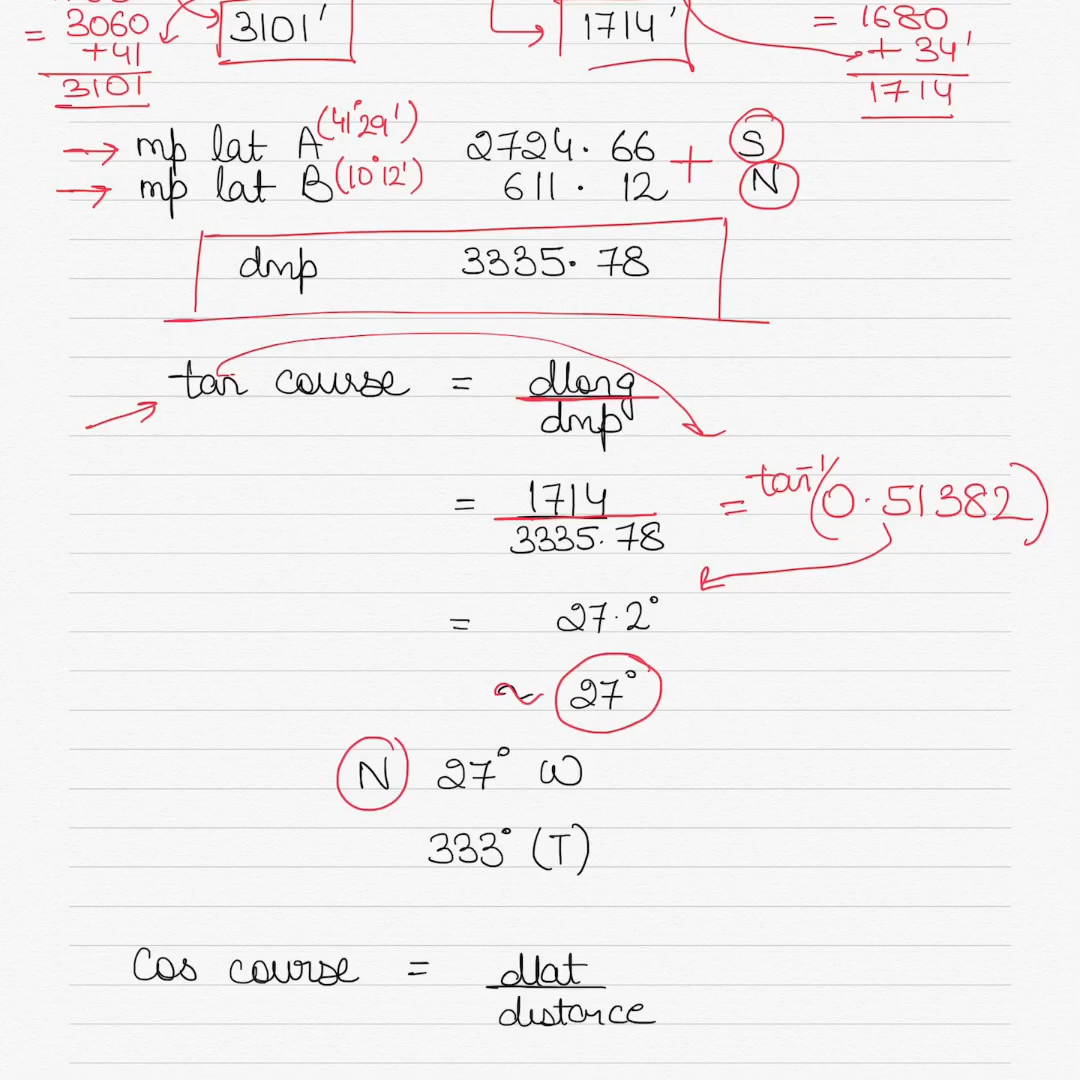 = 3060 3101' 1714' = 1680
+41 + 34'
3101 1714
→ mp lat A (41°29') 2724.66 + S
→ mp lat B (10°12') 611.12 N
dmp 3335.78
tan course = dlong
dmp
= 1714 = tan⁻¹(0.51382)
3335.78
= 27.2°
~ 27°
N 27° W
333° (T)
Cos course = dlat
distance